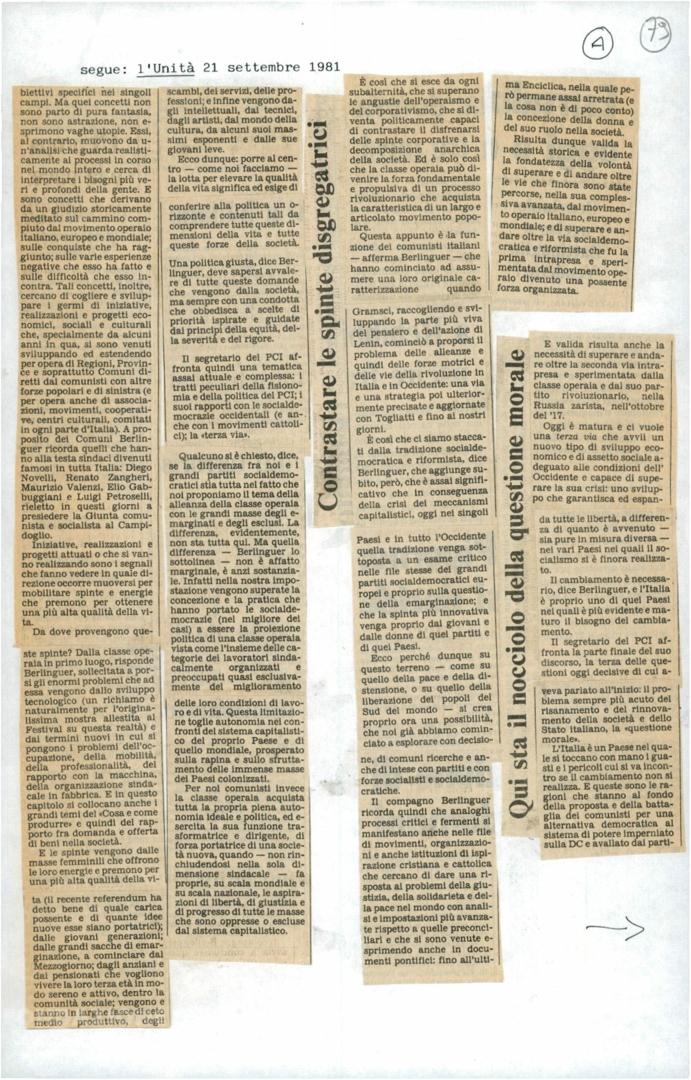 A
79
segue: l'Unità 21 settembre 1981
biettivi specifici nei singoli
campi. Ma quei concetti non
sono parto di pura fantasia,
non sono astrazione, non e-
sprimono vaghe utopie. Essi,
al contrario, muovono da u-
n'analisi che guarda realistic-
amente ai processi in corso
nel mondo intero e cerca di
interpretare i bisogni più ve-
ri e profondi della gente. E
sono concetti che derivano
da un giudizio storicamente
meditato sul cammino com-
piuto dal movimento operaio
italiano, europeo e mondiale;
sulle conquiste che ha rag-
giunto; sulle varie esperienze
negative che esso ha fatto e
sulle difficoltà che esso in-
contra. Tali concetti, inoltre,
cercano di cogliere e svilup-
pare i germi di iniziative,
realizzazioni e progetti eco-
nomici, sociali e culturali
che, specialmente da alcuni
anni in qua, si sono venuti
sviluppando ed estendendo
per opera di Regioni, Provin-
ce e soprattutto Comuni di-
retti dai comunisti con altre
forze popolari e di sinistra (e
per opera anche di associa-
zioni, movimenti, cooperati-
ve, centri culturali, comitati
in ogni parte d'Italia). A pro-
posito dei Comuni Berlin-
guer ricorda quelli che han-
no alla testa sindaci divenuti
famosi in tutta Italia: Diego
Novelli, Renato Zangheri,
Maurizio Valenzi, Elio Gab-
buggiani e Luigi Petroselli,
rieletto in questi giorni a
presiedere la Giunta comu-
nista e socialista al Campi-
doglio.
Iniziative, realizzazioni e
progetti attuati o che si van-
no realizzando sono i segnali
che fanno vedere in quale di-
rezione occorre muoversi per
mobilitare spinte e energie
che premono per ottenere
una più alta qualità della vi-
ta.
Da dove provengono que-
ste spinte? Dalla classe ope-
raia in primo luogo, risponde
Berlinguer, sollecitata a por-
si gli enormi problemi che ad
essa vengono dallo sviluppo
tecnologico (un richiamo è
naturalmente per l'origina-
lissima mostra allestita al
Festival su questa realtà) e
dai termini nuovi in cui si
pongono i problemi dell'oc-
cupazione, della mobilità,
della professionalità, del
rapporto con la macchina,
della organizzazione sinda-
cale in fabbrica. E in questo
capitolo si collocano anche i
grandi temi del «Cosa e come
produrre» e quindi del rap-
porto fra domanda e offerta
di beni nella società.
E le spinte vengono dalle
masse femminili che offrono
le loro energie e premono per
una più alta qualità della vi-
ta (il recente referendum ha
detto bene di quale carica
possente e di quante idee
nuove esse siano portatrici);
dalle giovani generazioni;
dalle grandi sacche di emar-
ginazione, a cominciare dal
Mezzogiorno; dagli anziani e
dai pensionati che vogliono
vivere la loro terza età in mo-
do sereno e attivo, dentro la
comunità sociale; vengono e
stanno in larghe fasce di ceto
medio produttivo, degli
scambi, dei servizi, delle pro-
fessioni; e infine vengono da-
gli intellettuali, dai tecnici,
dagli artisti, dal mondo della
cultura, da alcuni suoi mas-
simi esponenti e dalle sue
giovani leve.
Ecco dunque: porre al cen-
tro — come noi facciamo —
la lotta per elevare la qualità
della vita significa ed esige di
conferire alla politica un o-
rizzonte e contenuti tali da
comprendere tutte queste di-
mensioni della vita e tutte
queste forze della società.
Una politica giusta, dice Ber-
linguer, deve sapersi avvale-
re di tutte queste domande
che vengono dalla società,
ma sempre con una condotta
che obbedisca a scelte di
priorità ispirate e guidate
dai principi della equità, del-
la severità e del rigore.
Il segretario del PCI af-
fronta quindi una tematica
assai attuale e complessa: i
tratti peculiari della fisiono-
mia e della politica del PCI; i
suoi rapporti con le socialde-
mocrazie occidentali (e an-
che con i movimenti cattoli-
ci); la «terza via».
Qualcuno si è chiesto, dice,
se la differenza fra noi e i
grandi partiti socialdemocra-
tici stia tutta nel fatto che
noi proponiamo il tema della
alleanza della classe operaia
con le grandi masse degli e-
marginati e degli esclusi. La
differenza, evidentemente,
non sta tutta qui. Ma quella
differenza — Berlinguer lo
sottolinea — non è affatto
marginale, è anzi sostanzia-
le. Infatti nella nostra impo-
stazione vengono superate la
concezione e la pratica che
hanno portato le socialde-
mocrazie (nel migliore dei
casi) a essere la proiezione
politica di una classe operaia
vista come l'insieme delle ca-
tegorie dei lavoratori sinda-
calmente organizzati e
preoccupati quasi esclusiva-
mente del miglioramento
delle loro condizioni di lavo-
ro e di vita. Questa limitazio-
ne toglie autonomia nei con-
fronti del sistema capitalisti-
co del proprio Paese e di
quello mondiale, prosperato
sulla rapina e sullo sfrutta-
mento delle immense masse
dei Paesi colonizzati.
Per noi comunisti invece
la classe operaia acquista
tutta la propria piena auto-
nomia ideale e politica, ed e-
sercita la sua funzione tra-
sformatrice e dirigente, di
forza portatrice di una socie-
tà nuova, quando — non rin-
chiudendosi nella sola di-
mensione sindacale — fa
proprie, su scala mondiale e
su scala nazionale, le aspira-
zioni di libertà, di giustizia e
di progresso di tutte le masse
che sono oppresse o escluse
dal sistema capitalistico.
Contrastare le spinte disgregatrici
È così che si esce da ogni
subalternità, che si superano
le angustie dell'operaismo e
del corporativismo, che si di-
venta politicamente capaci
di contrastare il disfrenarsi
delle spinte corporative e la
decomposizione anarchica
della società. Ed è solo così
che la classe operaia può di-
venire la forza fondamentale
e propulsiva di un processo
rivoluzionario che acquista
la caratteristica di un largo e
articolato movimento popo-
lare.
Questa appunto è la fun-
zione dei comunisti italiani
— afferma Berlinguer — che
hanno cominciato ad assu-
mere una loro originale ca-
ratterizzazione quando
Gramsci, raccogliendo e svi-
luppando la parte più viva
del pensiero e dell'azione di
Lenin, cominciò a proporsi il
problema delle alleanze e
quindi delle forze motrici e
delle vie della rivoluzione in
Italia e in Occidente: una via
e una strategia poi ulterior-
mente precisate e aggiornate
con Togliatti e fino ai nostri
giorni.
È così che ci siamo stacca-
ti dalla tradizione socialde-
mocratica e riformista, dice
Berlinguer, che aggiunge su-
bito, però, che è assai signifi-
cativo che in conseguenza
della crisi dei meccanismi
capitalistici, oggi nei singoli
Paesi e in tutto l'Occidente
quella tradizione venga sot-
toposta a un esame critico
nelle file stesse dei grandi
partiti socialdemocratici euro-
pei e proprio sulla questio-
ne della emarginazione; e
che la spinta più innovativa
venga proprio dai giovani e
dalle donne di quei partiti e
di quei Paesi.
Ecco perché dunque su
questo terreno — come su
quello della pace e della di-
stensione, o su quello della
liberazione dei popoli del
Sud del mondo — si crea
proprio ora una possibilità,
che noi già abbiamo comin-
ciato a esplorare con decisio-
ne, di comuni ricerche e an-
che di intese con partiti e con
forze socialisti e socialdemo-
cratiche.
Il compagno Berlinguer
ricorda quindi che analoghi
processi critici e fermenti si
manifestano anche nelle file
di movimenti, organizzazio-
ni e anche istituzioni di ispi-
razione cristiana e cattolica
che cercano di dare una ri-
sposta ai problemi della giu-
stizia, della solidarietà e del-
la pace nel mondo con anali-
si e impostazioni più avanza-
te rispetto a quelle preconci-
liari e che si sono venute e-
sprimendo anche in docu-
menti pontifici: fino all'ulti-
ma Enciclica, nella quale pe-
rò permane assai arretrata (e
la cosa non è di poco conto)
la concezione della donna e
del suo ruolo nella società.
Risulta dunque valida la
necessità storica e evidente
la fondatezza della volontà
di superare e di andare oltre
le vie che finora sono state
percorse, nella sua comples-
siva avanzata, dal movimen-
to operaio italiano, europeo e
mondiale; e di superare e an-
dare oltre la via socialdemo-
cratica e riformista che fu la
prima intrapresa e speri-
mentata dal movimento ope-
raio divenuto una possente
forza organizzata.
Qui sta il nocciolo della questione morale
E valida risulta anche la
necessità di superare e anda-
re oltre la seconda via intra-
presa e sperimentata dalla
classe operaia e dal suo par-
tito rivoluzionario, nella
Russia zarista, nell'ottobre
del '17.
Oggi è matura e ci vuole
una terza via che avvii un
nuovo tipo di sviluppo eco-
nomico e di assetto sociale a-
deguato alle condizioni dell'
Occidente e capace di supe-
rare la sua crisi: uno svilup-
po che garantisca ed espan-
da tutte le libertà, a differen-
za di quanto è avvenuto —
sia pure in misura diversa —
nei vari Paesi nei quali il so-
cialismo si è finora realizza-
to.
Il cambiamento è necessa-
rio, dice Berlinguer, e l'Italia
è proprio uno di quei Paesi
nei quali è più evidente e ma-
turo il bisogno del cambia-
mento.
Il segretario del PCI af-
fronta la parte finale del suo
discorso, la terza delle que-
stioni oggi decisive di cui a-
veva parlato all'inizio: il pro-
blema sempre più acuto del
risanamento e del rinnova-
mento della società e dello
Stato italiano, la «questione
morale».
L'Italia è un Paese nel qua-
le si toccano con mano i gua-
sti e i pericoli cui si va incon-
tro se il cambiamento non si
realizza. E queste sono le ra-
gioni che stanno al fondo
della proposta e della batta-
glia dei comunisti per una
alternativa democratica al
sistema di potere imperniato
sulla DC e avallato dai parti-